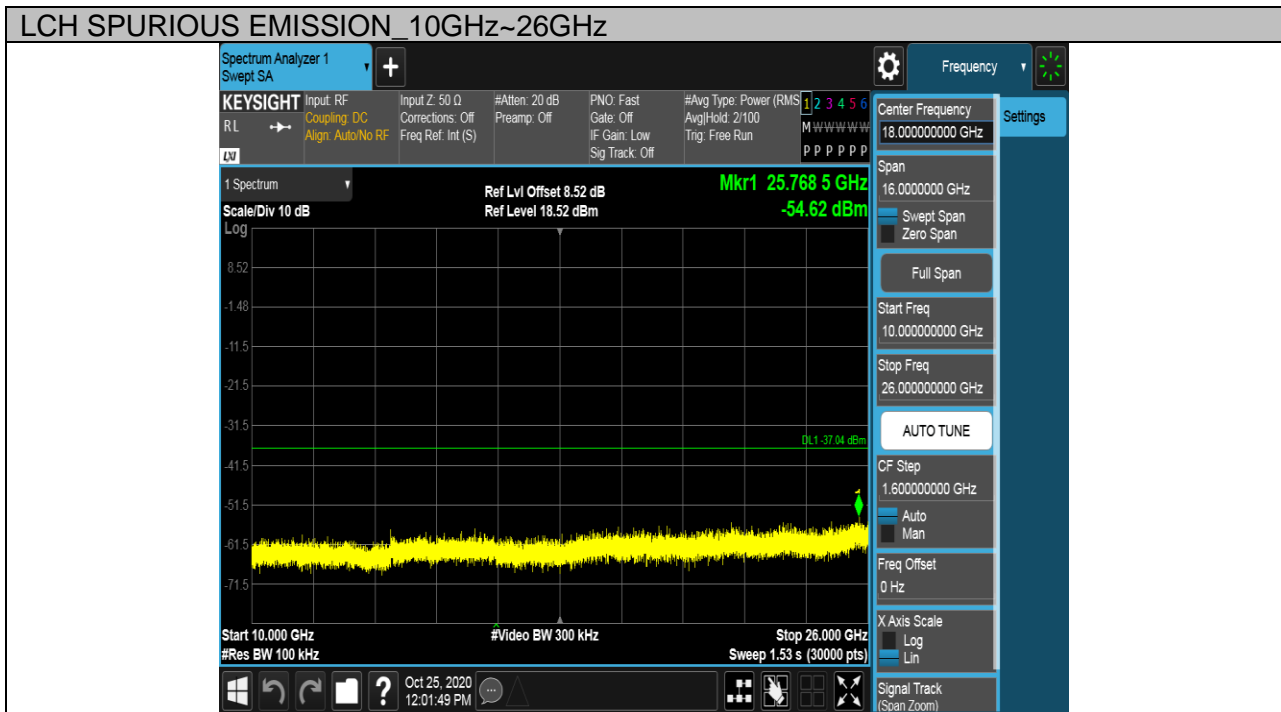 LCH SPURIOUS EMISSION_10GHz~26GHz
Spectrum Analyzer 1
Swept SA
+
Frequency
KEYSIGHT
RL
LXI
Input: RF
Coupling: DC
Align: Auto/No RF
Input Z: 50 Ω
Corrections: Off
Freq Ref: Int (S)
#Atten: 20 dB
Preamp: Off
PNO: Fast
Gate: Off
IF Gain: Low
Sig Track: Off
#Avg Type: Power (RMS
Avg|Hold: 2/100
Trig: Free Run
1 2 3 4 5 6
M W W W W W
P P P P P P
Center Frequency
18.000000000 GHz
Settings
1 Spectrum
Scale/Div 10 dB
Ref Lvl Offset 8.52 dB
Ref Level 18.52 dBm
Mkr1 25.768 5 GHz
-54.62 dBm
Log
8.52
-1.48
-11.5
-21.5
-31.5
-41.5
-51.5
-61.5
-71.5
DL1 -37.04 dBm
1
Start 10.000 GHz
#Res BW 100 kHz
#Video BW 300 kHz
Stop 26.000 GHz
Sweep 1.53 s (30000 pts)
Span
16.0000000 GHz
Swept Span
Zero Span
Full Span
Start Freq
10.000000000 GHz
Stop Freq
26.000000000 GHz
AUTO TUNE
CF Step
1.600000000 GHz
Auto
Man
Freq Offset
0 Hz
X Axis Scale
Log
Lin
Signal Track
(Span Zoom)
?
Oct 25, 2020
12:01:49 PM